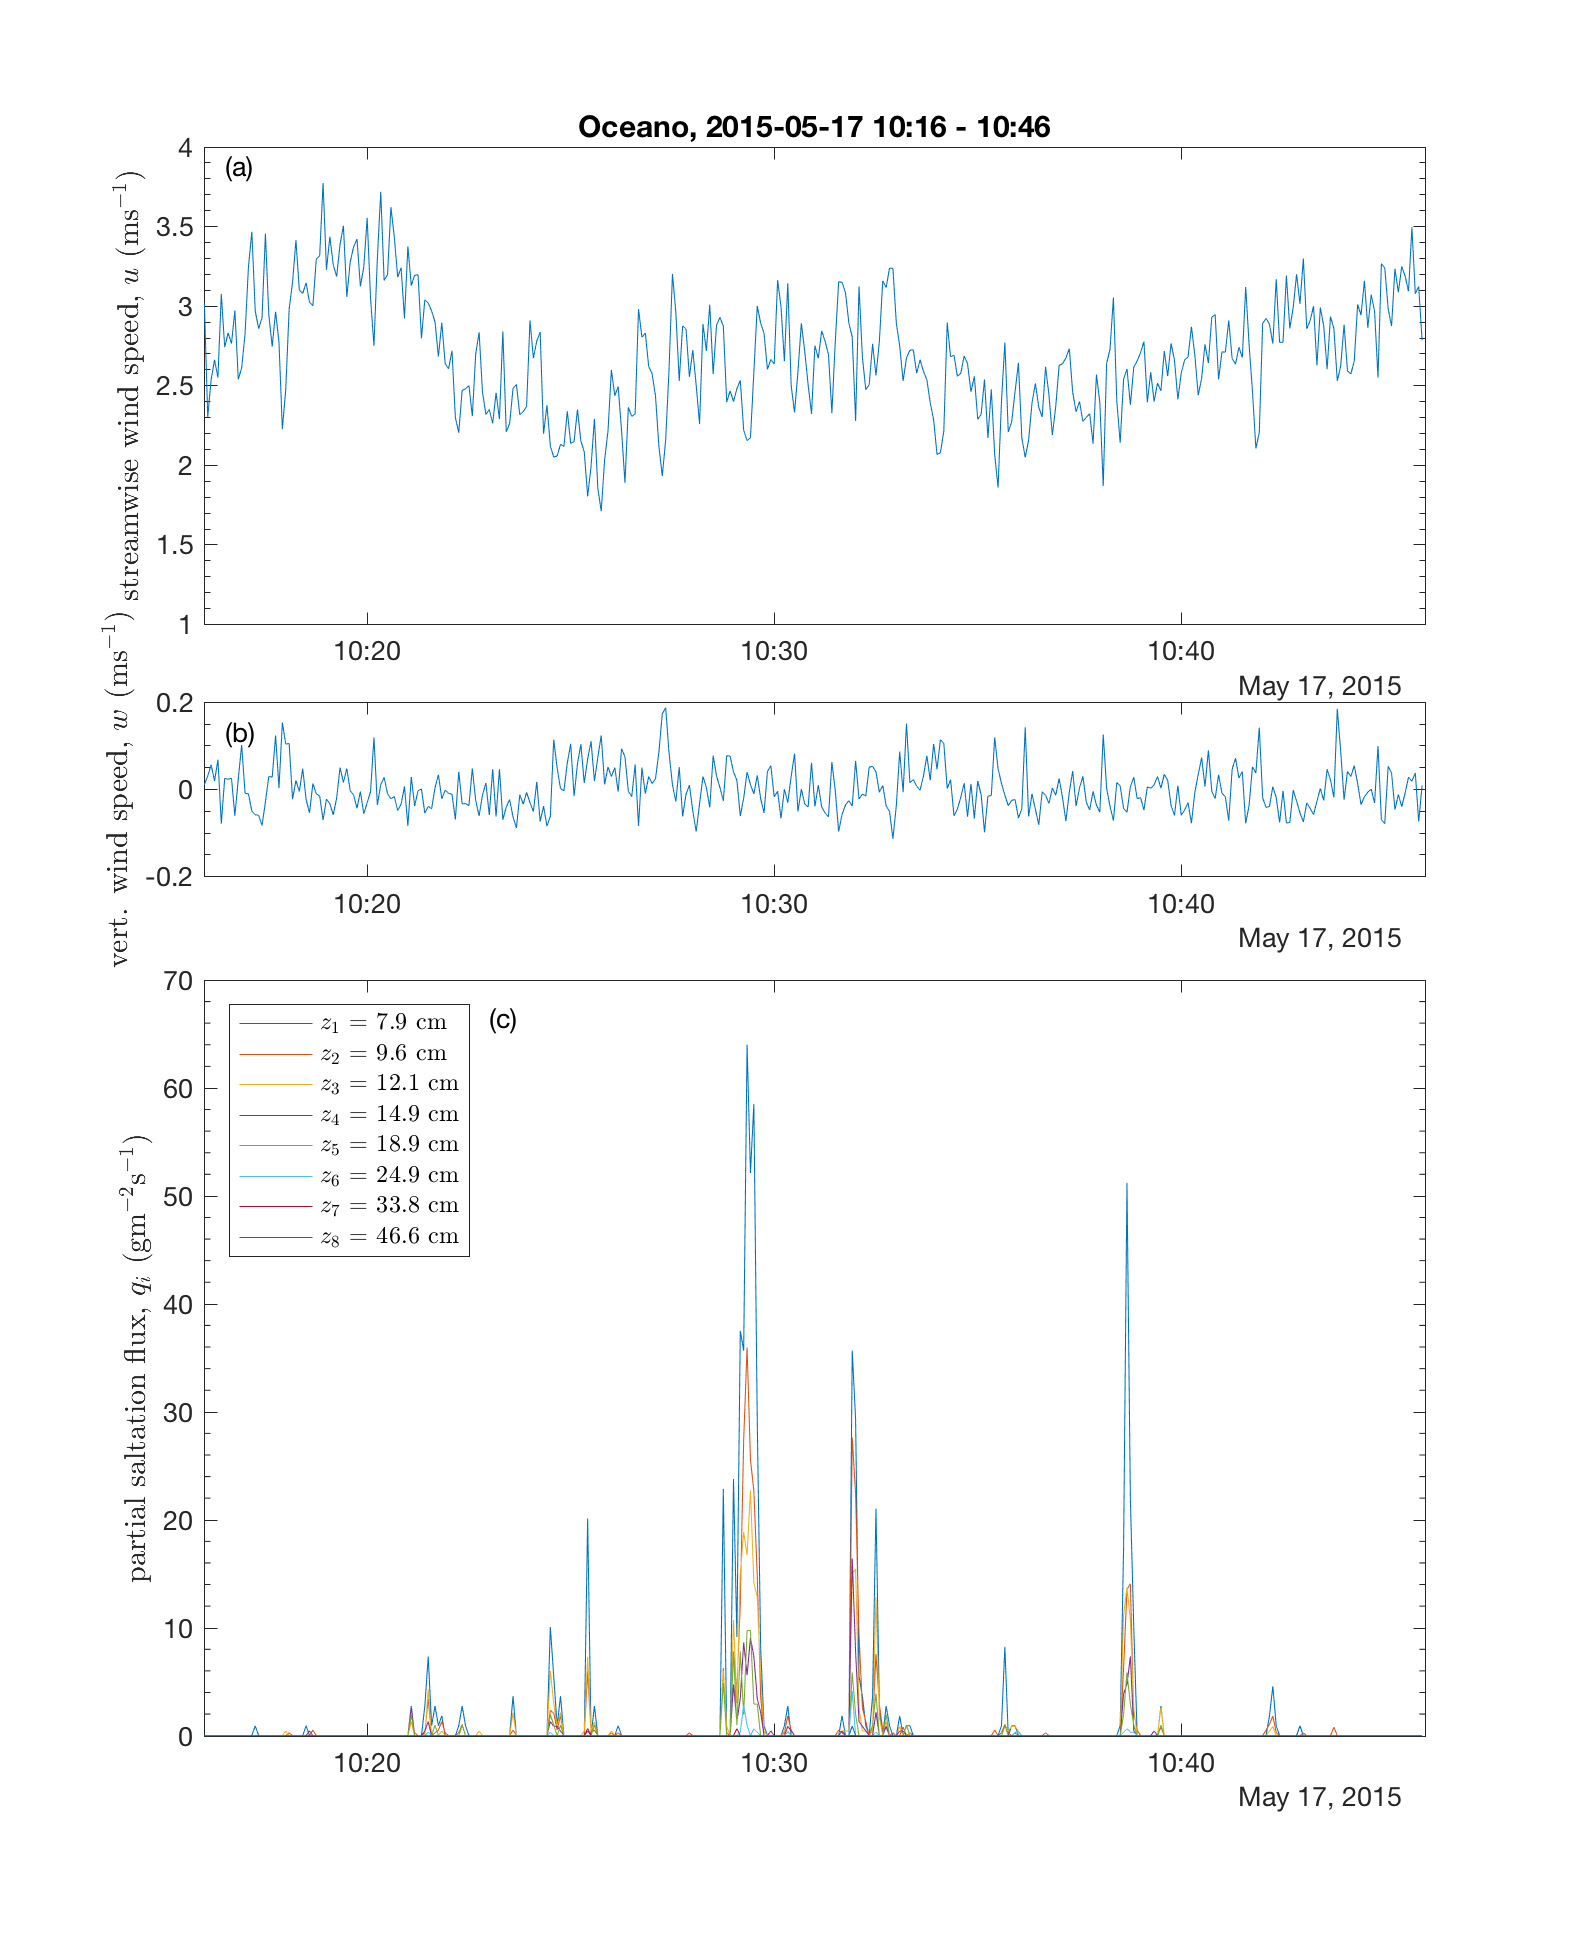 Oceano, 2015-05-17 10:16 - 10:46
(a)
streamwise wind speed, u (ms⁻¹)
4
3.5
3
2.5
2
1.5
1
10:20 10:30 10:40
May 17, 2015
(b)
vert. wind speed, w (ms⁻¹)
0.2
0
-0.2
10:20 10:30 10:40
May 17, 2015
(c)
partial saltation flux, qᵢ (gm⁻²s⁻¹)
70
60
50
40
30
20
10
0
z₁ = 7.9 cm
z₂ = 9.6 cm
z₃ = 12.1 cm
z₄ = 14.9 cm
z₅ = 18.9 cm
z₆ = 24.9 cm
z₇ = 33.8 cm
z₈ = 46.6 cm
10:20 10:30 10:40
May 17, 2015